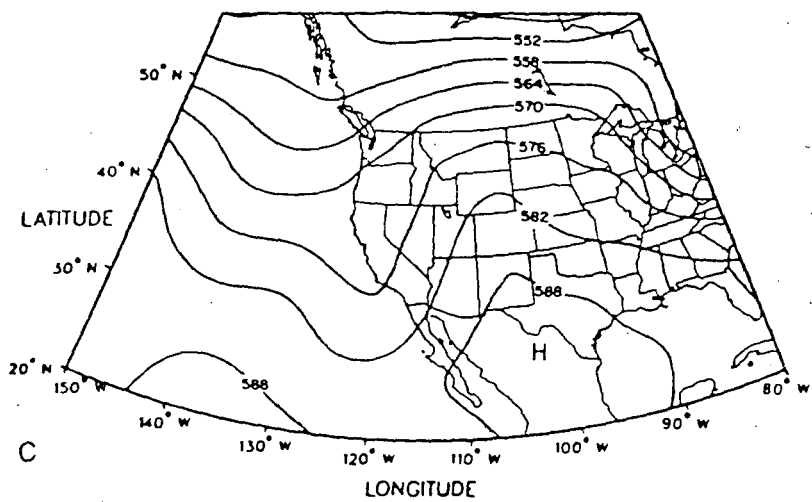 552
50° N
558
564
570
576
40° N
LATITUDE
582
30° N
588
H
20° N
150° W
588
80° W
140° W
90° W
130° W
120° W
110° W
100° W
C
LONGITUDE